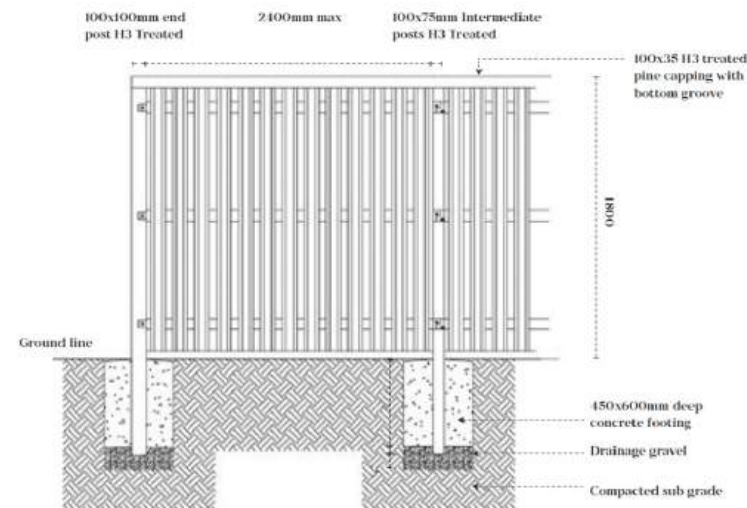 100x100mm end
post H3 Treated
2400mm max
100x75mm Intermediate
posts H3 Treated
100x35 H3 treated
pine capping with
bottom groove
1800
Ground line
450x600mm deep
concrete footing
Drainage gravel
Compacted sub grade